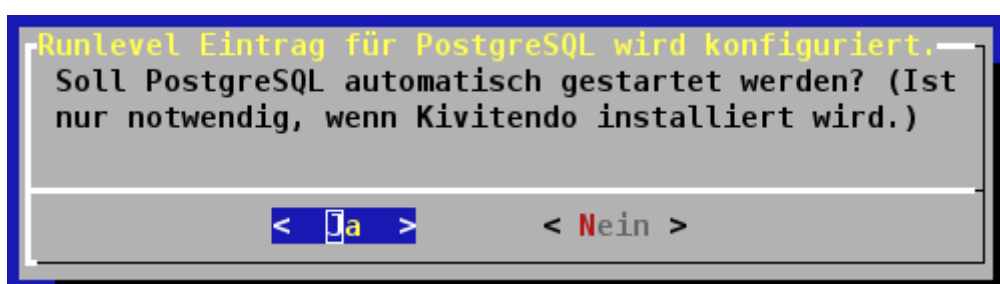 Runlevel Eintrag für PostgreSQL wird konfiguriert.
Soll PostgreSQL automatisch gestartet werden? (Ist
nur notwendig, wenn Kivitendo installiert wird.)
< Ja > < Nein >